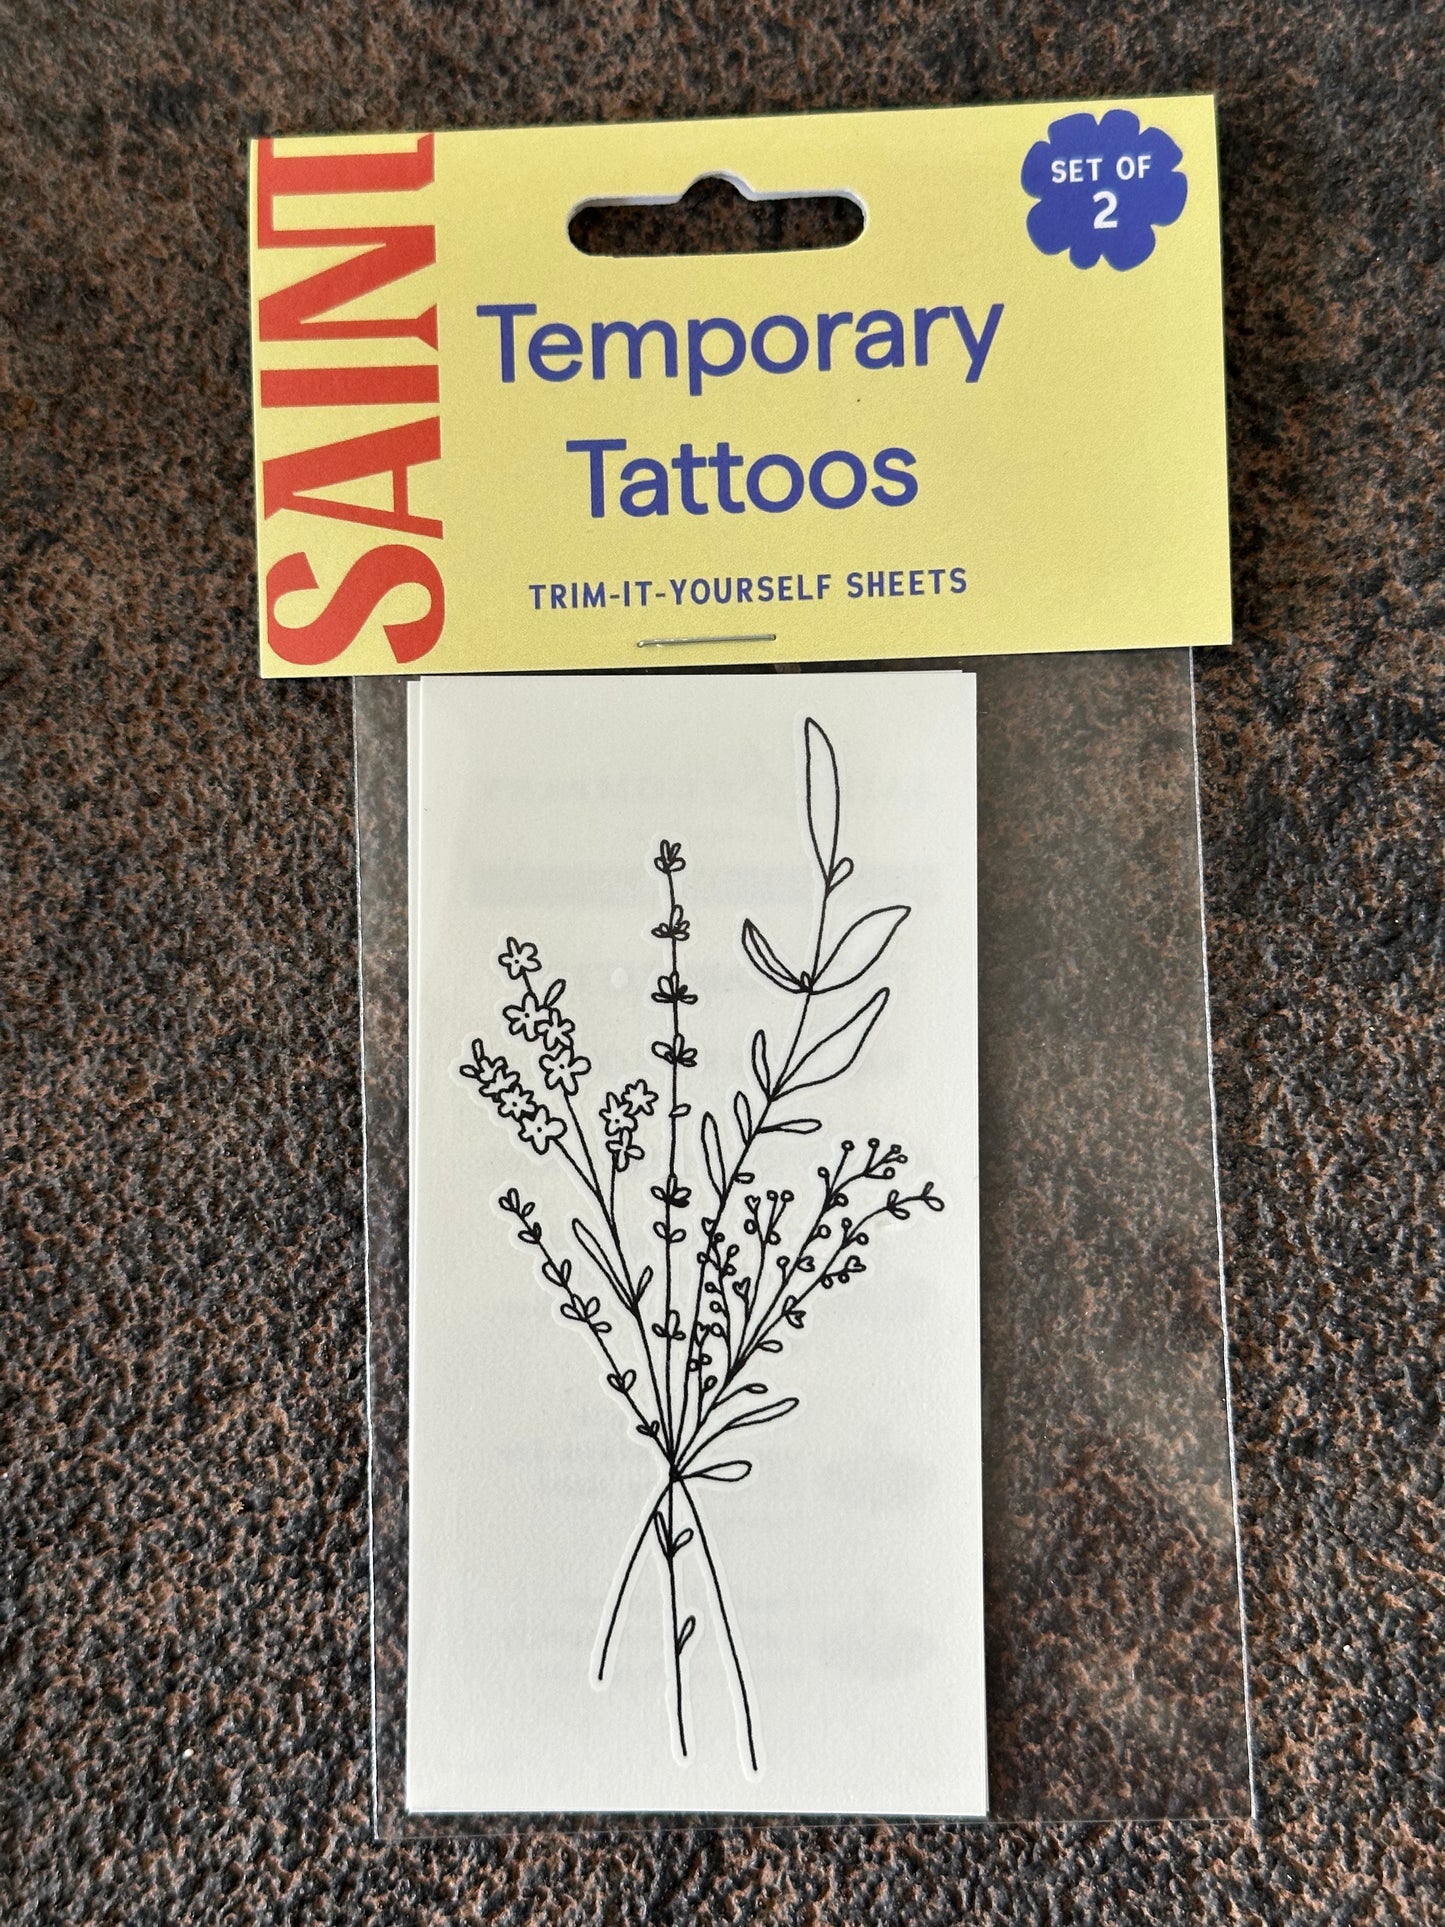 SAINT
SET OF
2
Temporary
Tattoos
TRIM-IT-YOURSELF SHEETS